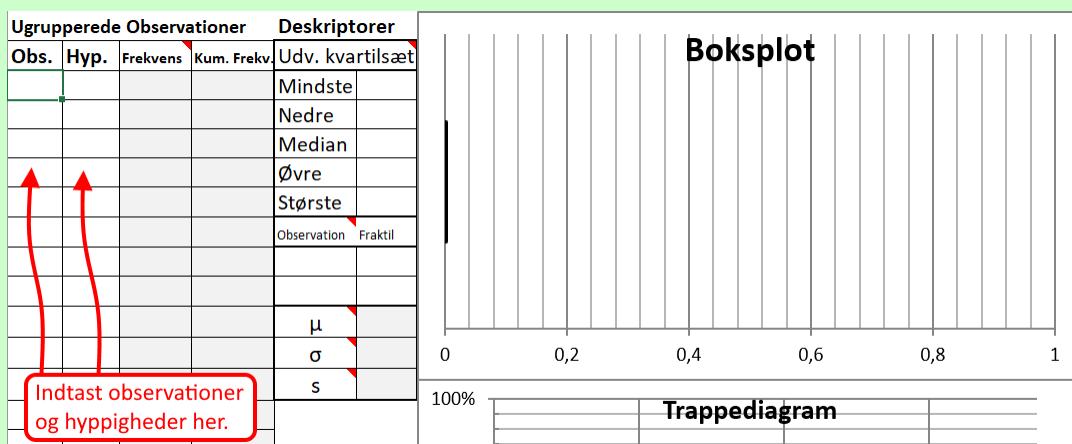 Ugrupperede Observationer
Deskriptorer
Obs. Hyp. Frekvens Kum. Frekv. Udv. kvartilsæt
Mindste
Nedre
Median
Øvre
Største
Observation Fraktil
μ
σ
s
Indtast observationer
og hyppigheder her.
Boksplot
0 0,2 0,4 0,6 0,8 1
100%
Trappediagram